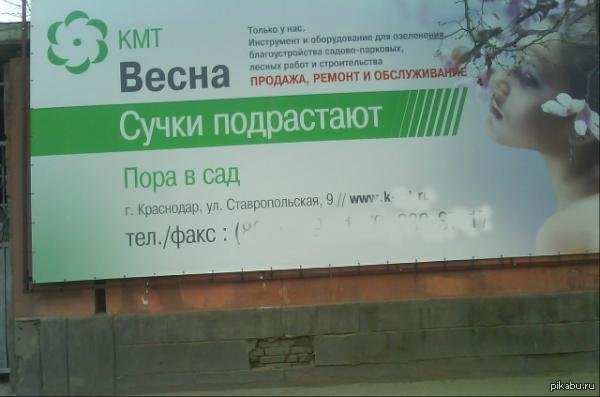 КМТ
Весна
Только у нас.
Инструмент и оборудование для озеленения,
благоустройства садово-парковых,
лесных работ и строительства
ПРОДАЖА, РЕМОНТ И ОБСЛУЖИВАНИЕ
Сучки подрастают
Пора в сад
г. Краснодар, ул. Ставропольская, 9 //
тел./факс :
pikabu.ru